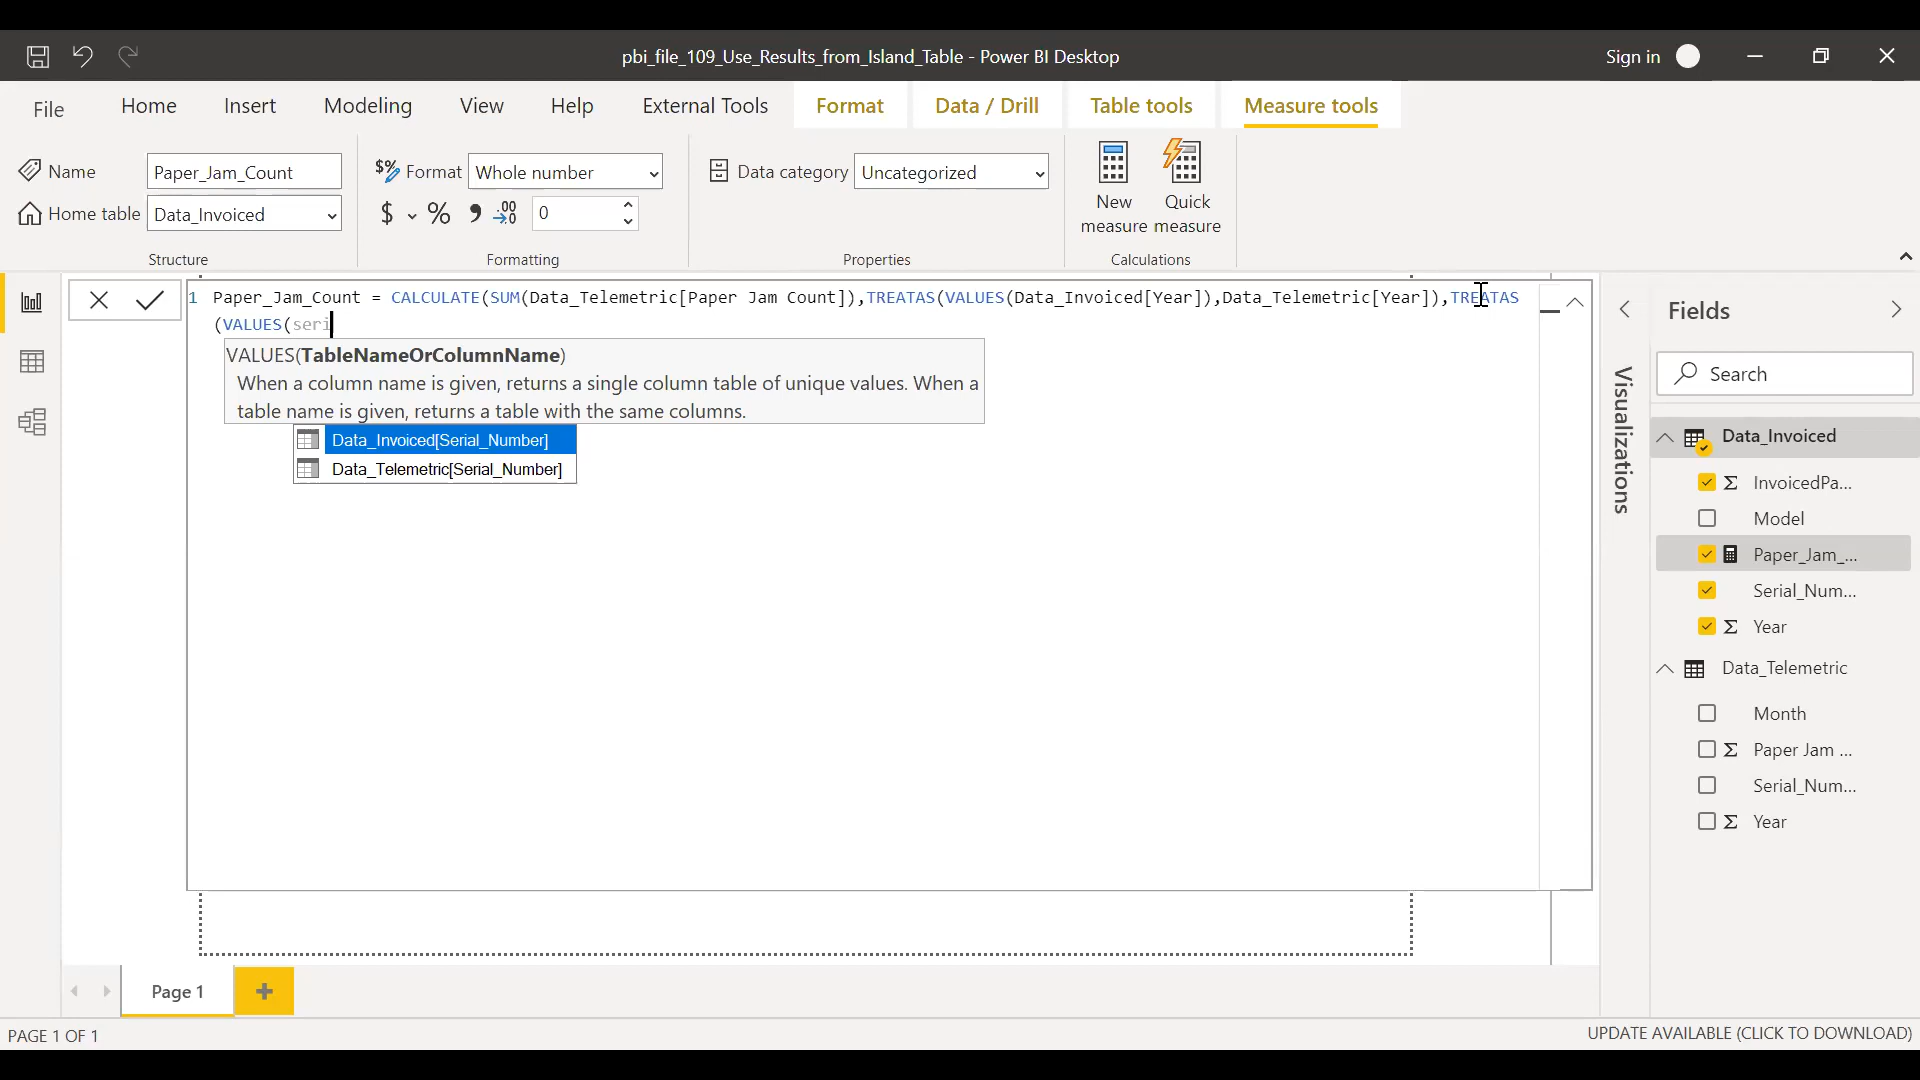 pbi_file_109_Use_Results_from_Island_Table - Power BI Desktop
Sign in
File
Home
Insert
Modeling
View
Help
External Tools
Format
Data / Drill
Table tools
Measure tools
Name
Paper_Jam_Count
Home table
Data_Invoiced
Structure
$% Format
Whole number
$
%
,
.00
0
Formatting
Data category
Uncategorized
Properties
New
measure
Quick
measure
Calculations
1 Paper_Jam_Count = CALCULATE(SUM(Data_Telemetric[Paper Jam Count]),TREATAS(VALUES(Data_Invoiced[Year]),Data_Telemetric[Year]),TREATAS
(VALUES(seri
VALUES(TableNameOrColumnName)
When a column name is given, returns a single column table of unique values. When a
table name is given, returns a table with the same columns.
Data_Invoiced[Serial_Number]
Data_Telemetric[Serial_Number]
Visualizations
Fields
Search
Data_Invoiced
Σ InvoicedPa...
Model
Paper_Jam_...
Serial_Num...
Σ Year
Data_Telemetric
Month
Σ Paper Jam ...
Serial_Num...
Σ Year
Page 1
PAGE 1 OF 1
UPDATE AVAILABLE (CLICK TO DOWNLOAD)